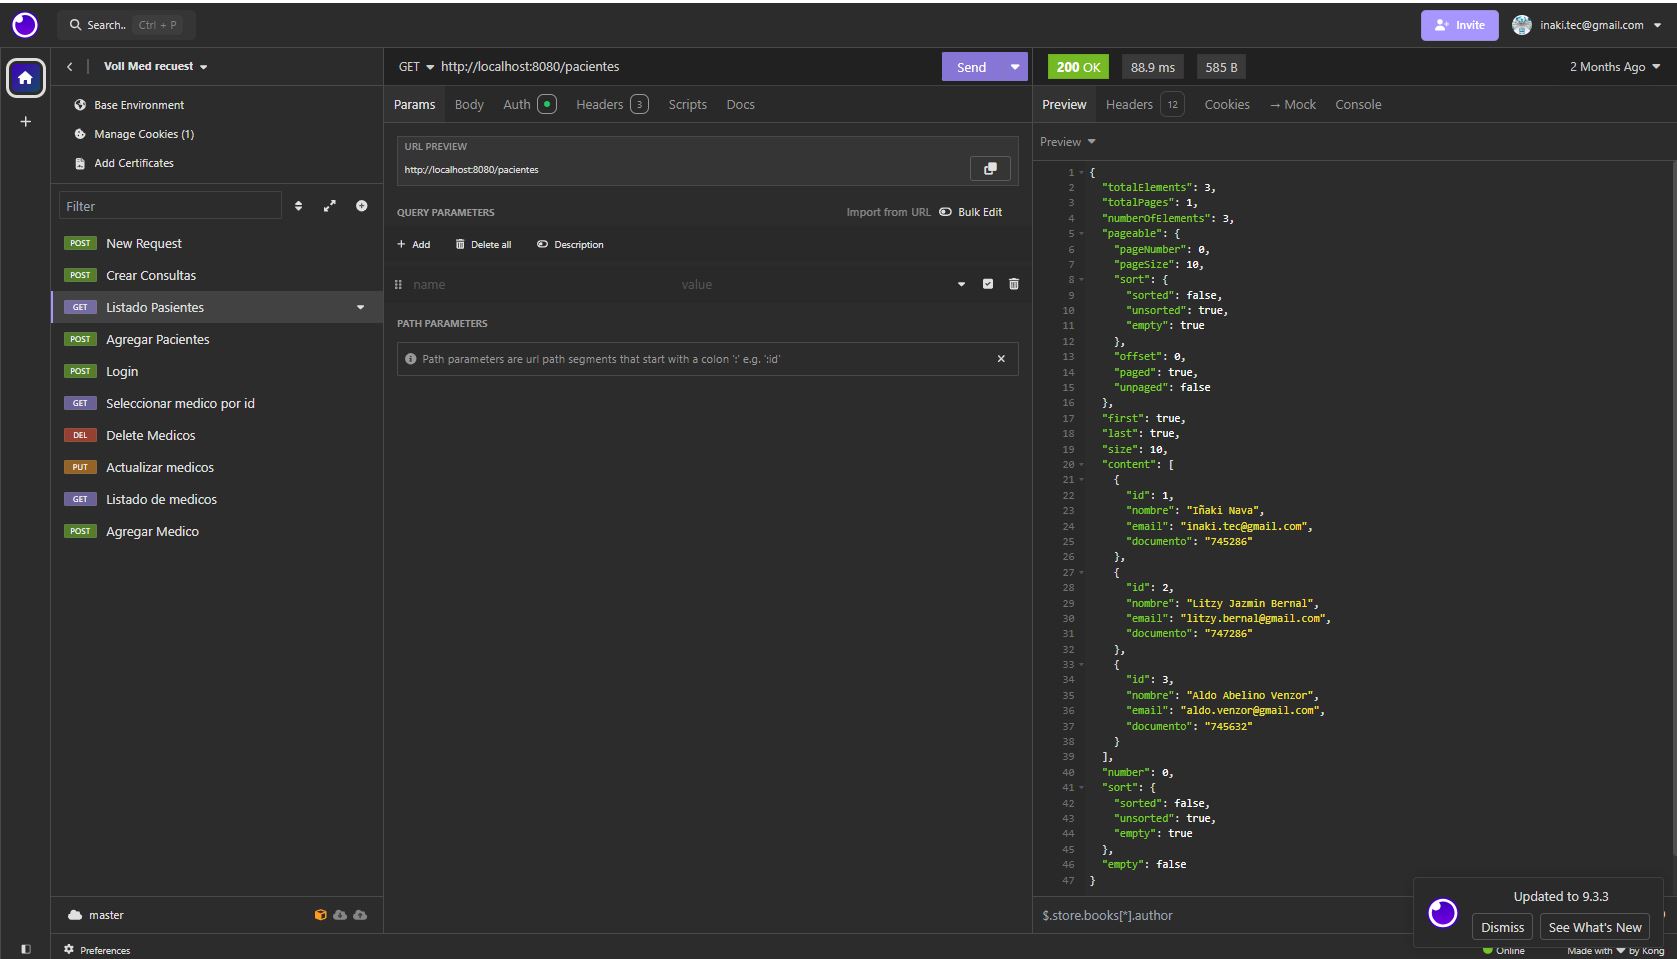 Search.. Ctrl + P
Invite
inaki.tec@gmail.com
Voll Med recuest
Base Environment
Manage Cookies (1)
Add Certificates
Filter
POST New Request
POST Crear Consultas
GET Listado Pasientes
POST Agregar Pacientes
POST Login
GET Seleccionar medico por id
DEL Delete Medicos
PUT Actualizar medicos
GET Listado de medicos
POST Agregar Medico
master
Preferences
GET http://localhost:8080/pacientes
Send
Params Body Auth Headers 3 Scripts Docs
URL PREVIEW
http://localhost:8080/pacientes
QUERY PARAMETERS Import from URL Bulk Edit
+ Add Delete all Description
name value
PATH PARAMETERS
Path parameters are url path segments that start with a colon ':' e.g. ':id'
200 OK 88.9 ms 585 B 2 Months Ago
Preview Headers 12 Cookies → Mock Console
Preview
1 {
2 "totalElements": 3,
3 "totalPages": 1,
4 "numberOfElements": 3,
5 "pageable": {
6 "pageNumber": 0,
7 "pageSize": 10,
8 "sort": {
9 "sorted": false,
10 "unsorted": true,
11 "empty": true
12 },
13 "offset": 0,
14 "paged": true,
15 "unpaged": false
16 },
17 "first": true,
18 "last": true,
19 "size": 10,
20 "content": [
21 {
22 "id": 1,
23 "nombre": "Iñaki Nava",
24 "email": "inaki.tec@gmail.com",
25 "documento": "745286"
26 },
27 {
28 "id": 2,
29 "nombre": "Litzy Jazmin Bernal",
30 "email": "litzy.bernal@gmail.com",
31 "documento": "747286"
32 },
33 {
34 "id": 3,
35 "nombre": "Aldo Abelino Venzor",
36 "email": "aldo.venzor@gmail.com",
37 "documento": "745632"
38 }
39 ],
40 "number": 0,
41 "sort": {
42 "sorted": false,
43 "unsorted": true,
44 "empty": true
45 },
46 "empty": false
47 }
$.store.books[*].author
Updated to 9.3.3
Dismiss See What's New
Online Made with ❤ by Kong